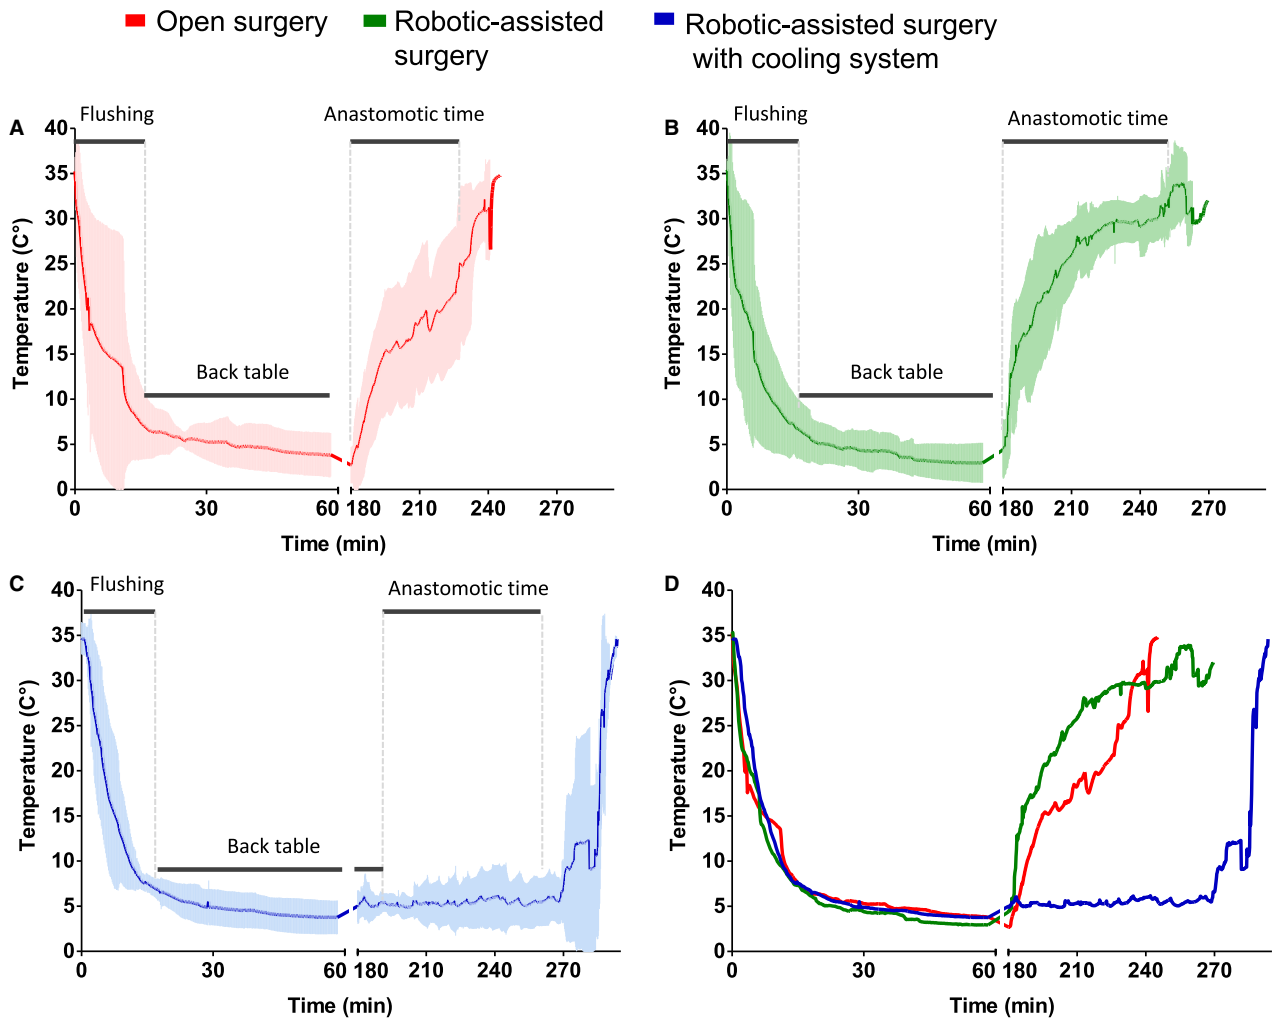 Open surgery
Robotic-assisted
surgery
Robotic-assisted surgery
with cooling system
A
Flushing
Anastomotic time
Back table
Temperature (C°)
40
35
30
25
20
15
10
5
0
0 30 60 180 210 240 270
Time (min)
B
Flushing
Anastomotic time
Back table
Temperature (C°)
40
35
30
25
20
15
10
5
0
0 30 60 180 210 240 270
Time (min)
C
Flushing
Anastomotic time
Back table
Temperature (C°)
40
35
30
25
20
15
10
5
0
0 30 60 180 210 240 270
Time (min)
D
Temperature (C°)
40
35
30
25
20
15
10
5
0
0 30 60 180 210 240 270
Time (min)